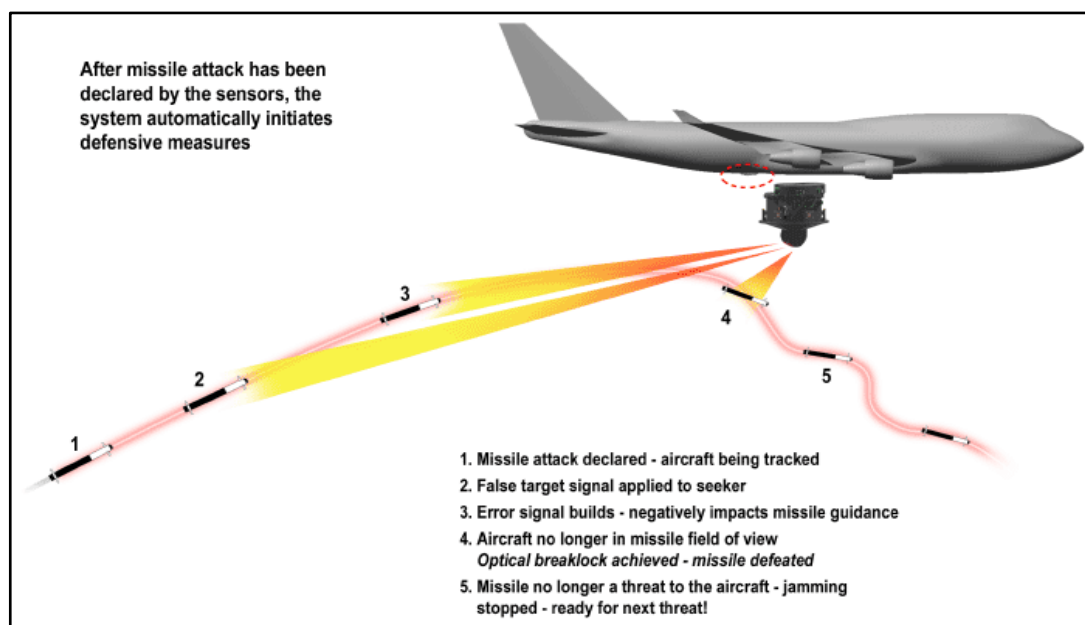 After missile attack has been
declared by the sensors, the
system automatically initiates
defensive measures
3
4
2
5
1
1. Missile attack declared - aircraft being tracked
2. False target signal applied to seeker
3. Error signal builds - negatively impacts missile guidance
4. Aircraft no longer in missile field of view
Optical breaklock achieved - missile defeated
5. Missile no longer a threat to the aircraft - jamming
stopped - ready for next threat!